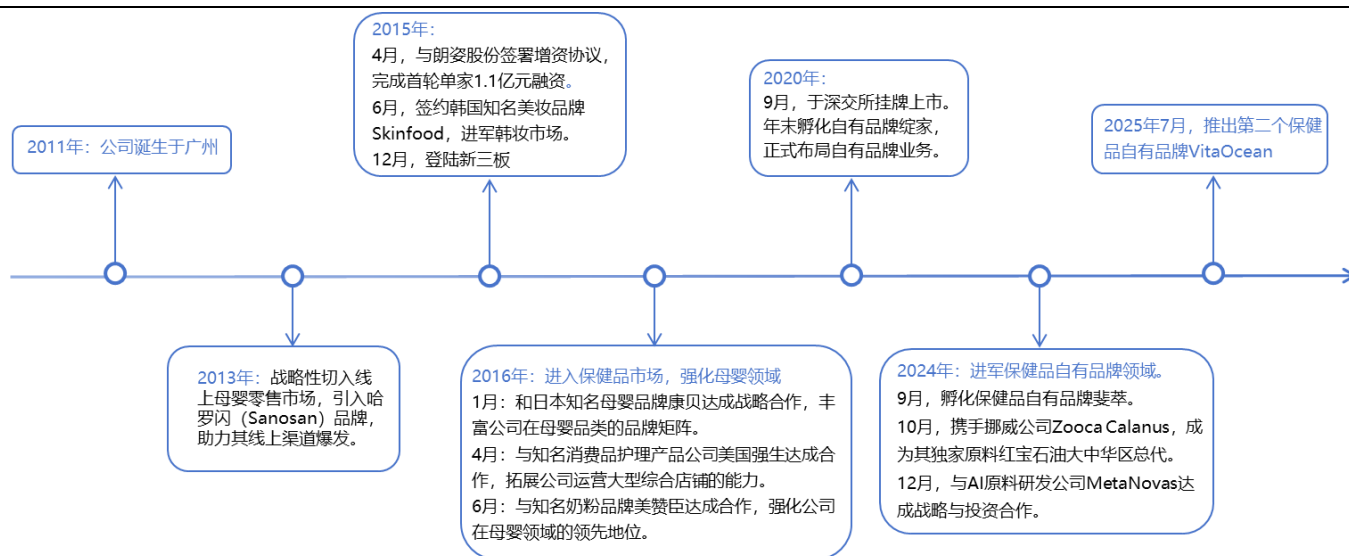 2011年：公司诞生于广州
2013年：战略性切入线
上母婴零售市场，引入哈
罗闪（Sanosan）品牌，
助力其线上渠道爆发。
2015年：
4月，与朗姿股份签署增资协议，
完成首轮单家1.1亿元融资。
6月，签约韩国知名美妆品牌
Skinfood，进军韩妆市场。
12月，登陆新三板
2016年：进入保健品市场，强化母婴领域
1月：和日本知名母婴品牌康贝达成战略合作，丰
富公司在母婴品类的品牌矩阵。
4月：与知名消费品护理产品公司美国强生达成合
作，拓展公司运营大型综合店铺的能力。
6月：与知名奶粉品牌美赞臣达成合作，强化公司
在母婴领域的领先地位。
2020年：
9月，于深交所挂牌上市。
年末孵化自有品牌绽家，
正式布局自有品牌业务。
2024年：进军保健品自有品牌领域。
9月，孵化保健品自有品牌斐萃。
10月，携手挪威公司Zooca Calanus，成
为其独家原料红宝石油大中华区总代。
12月，与AI原料研发公司MetaNovas达
成战略与投资合作。
2025年7月，推出第二个保健
品自有品牌VitaOcean